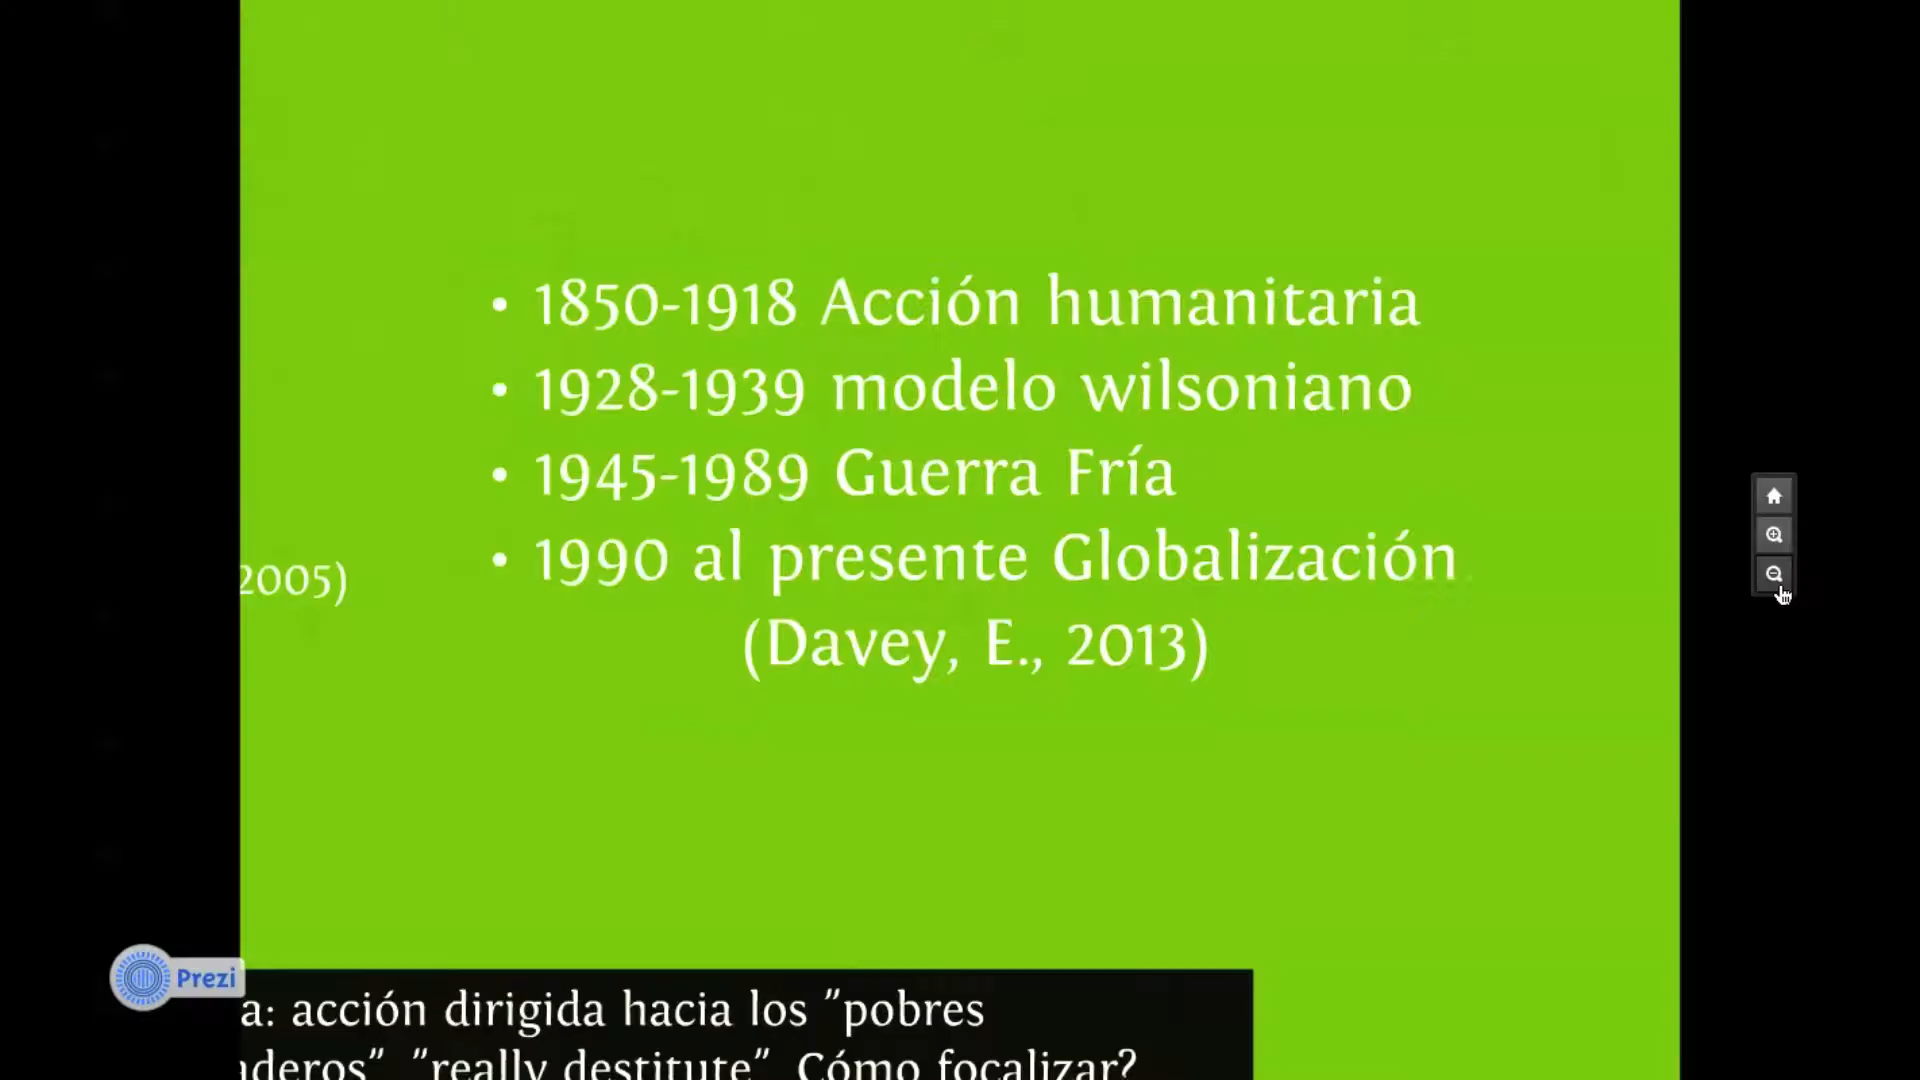 • 1850-1918 Acción humanitaria
• 1928-1939 modelo wilsoniano
• 1945-1989 Guerra Fría
• 1990 al presente Globalización
(Davey, E., 2013)
2005)
Prezi
a: acción dirigida hacia los "pobres
aderos" "really destitute" Cómo focalizar?